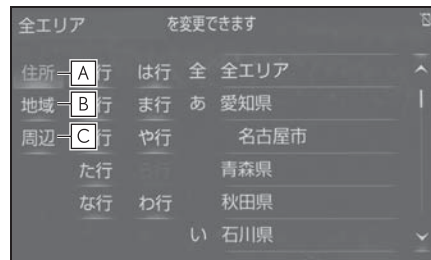 全エリア を変更できます
住所 A 行 は行 全 全エリア
地域 B 行 ま行 あ 愛知県
周辺 C 行 や行 名古屋市
た行 ら行 青森県
な行 わ行 秋田県
い 石川県